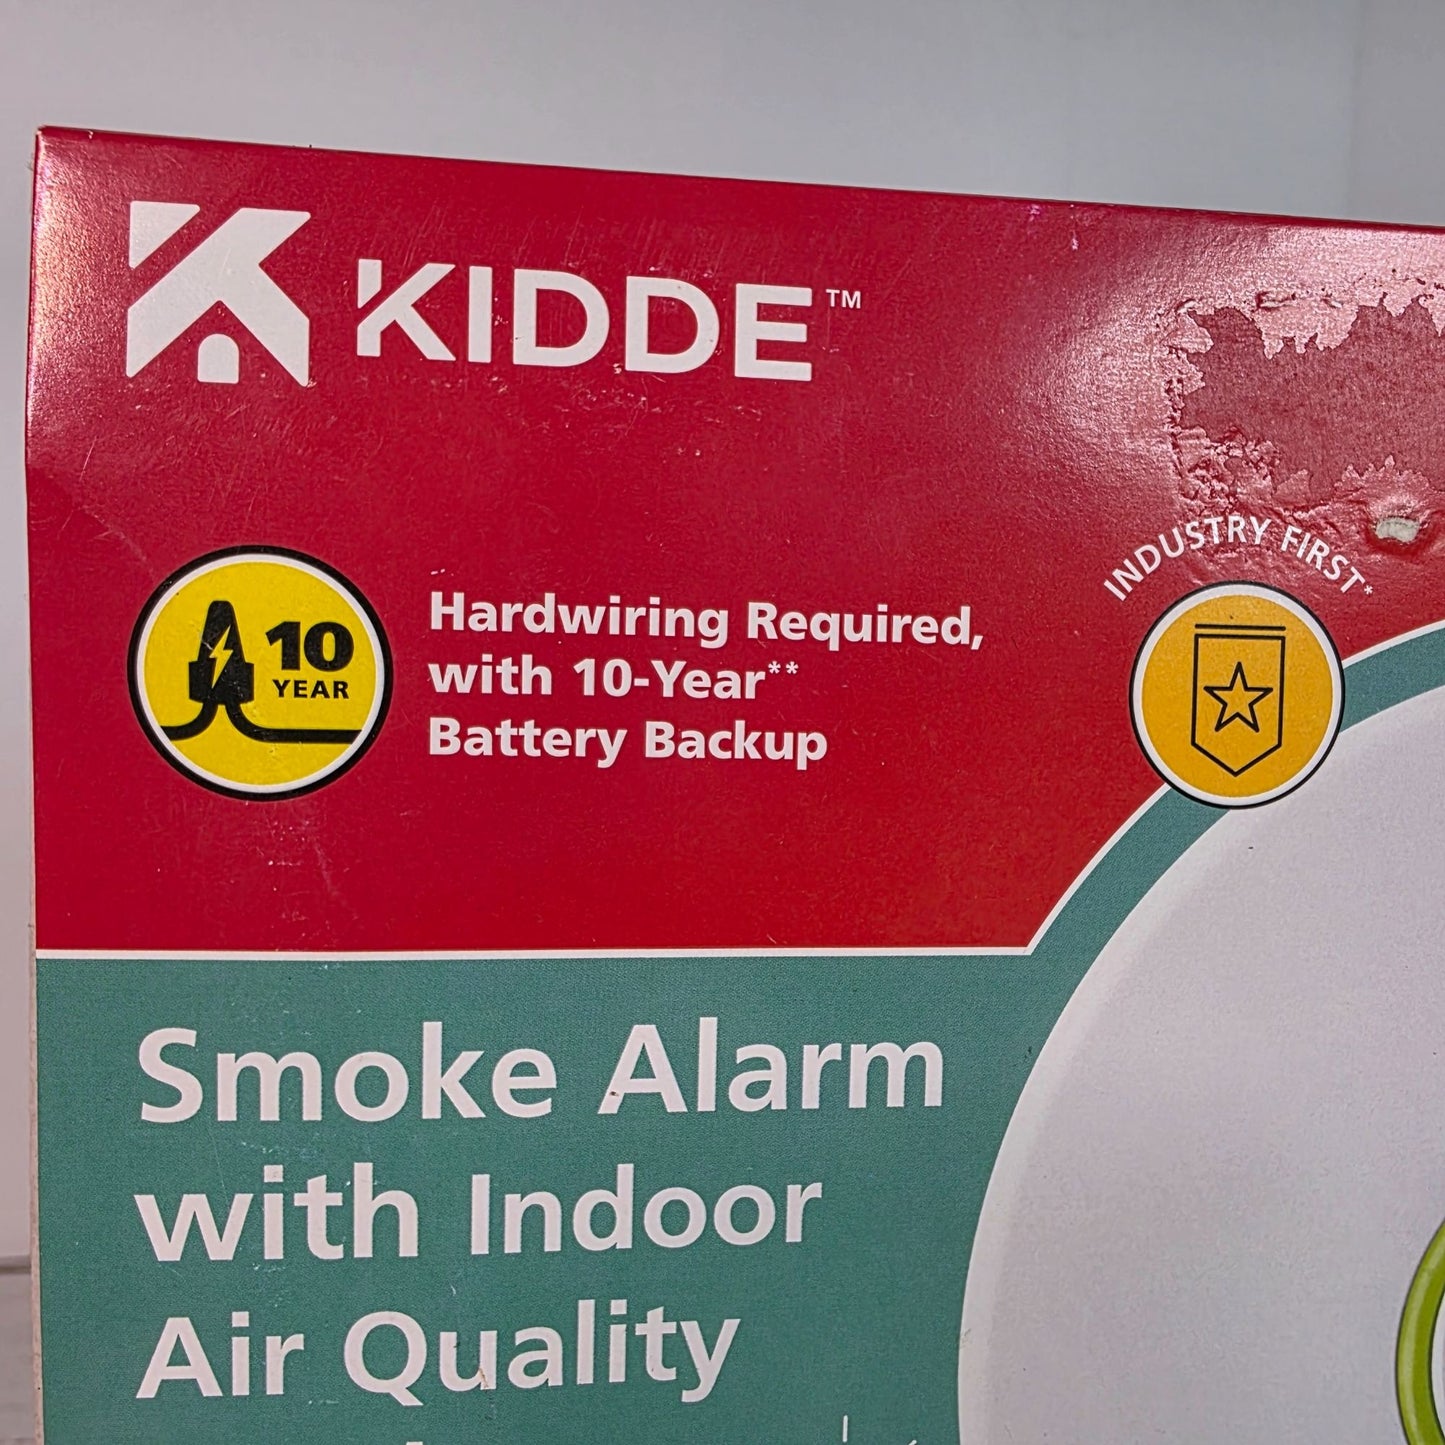 KIDDE™
INDUSTRY FIRST*
10
YEAR
Hardwiring Required,
with 10-Year**
Battery Backup
Smoke Alarm
with Indoor
Air Quality